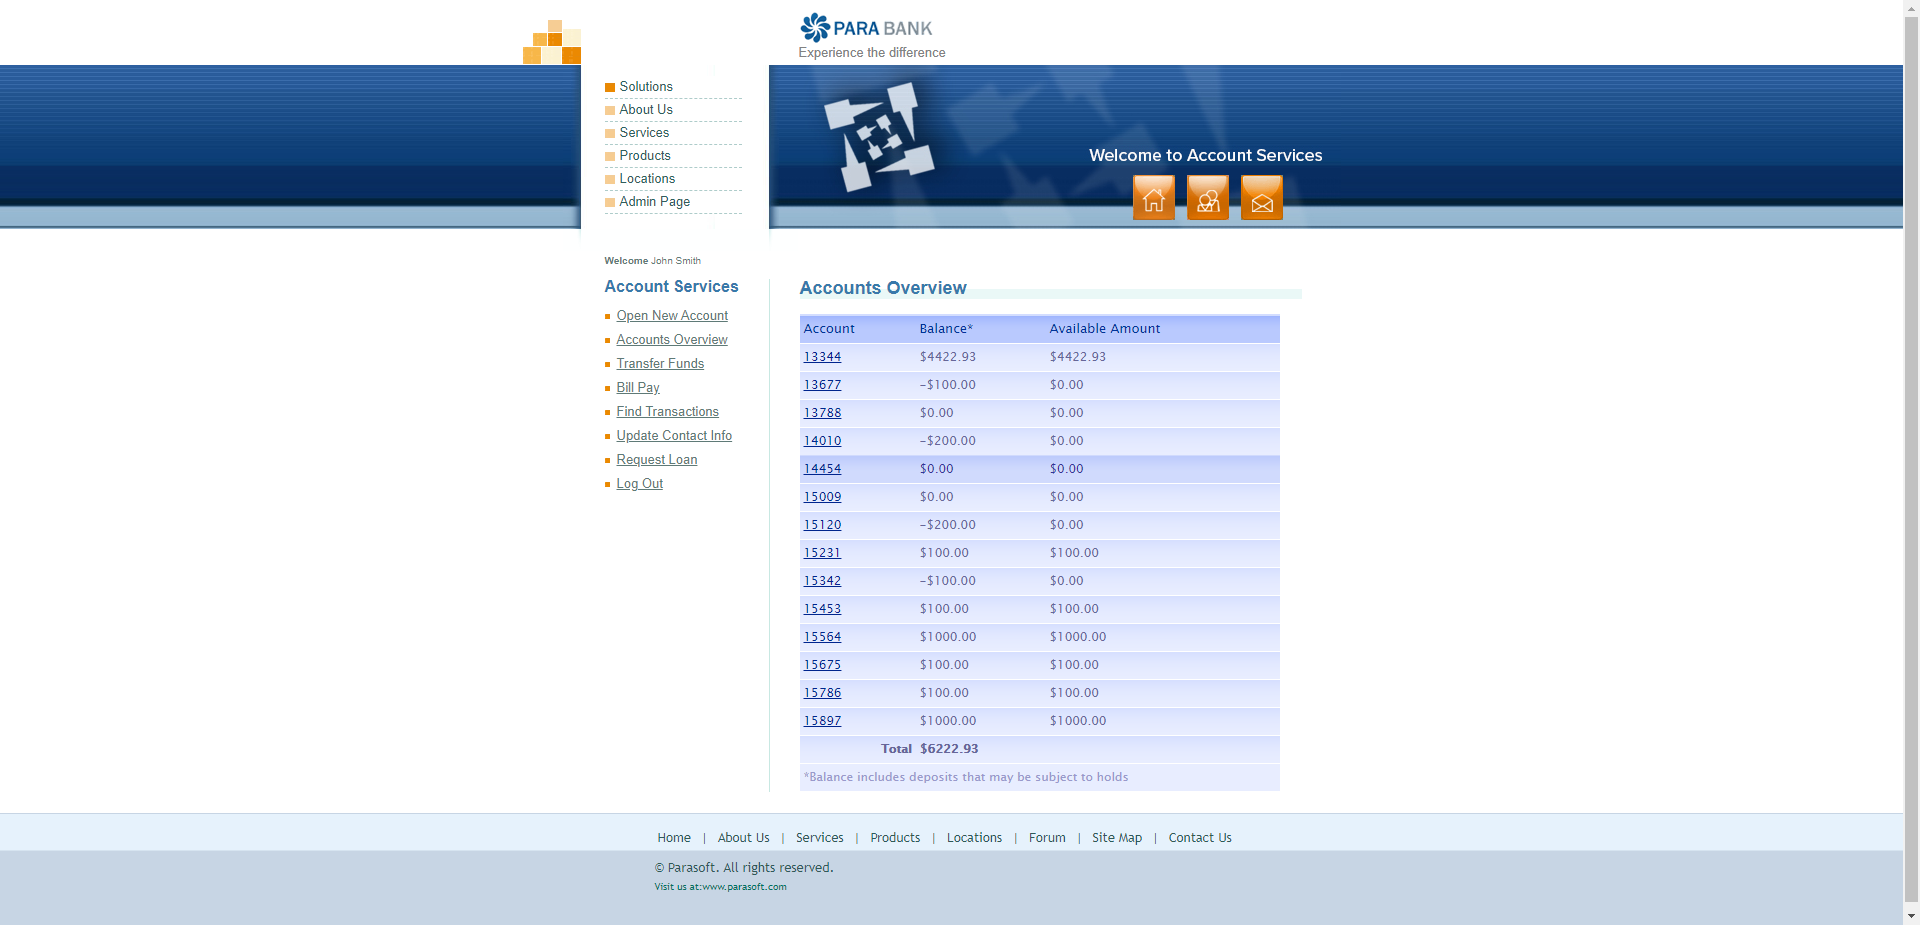 PARA BANK
Experience the difference
Solutions
About Us
Services
Products
Locations
Admin Page
Welcome to Account Services
Welcome John Smith
Account Services
Open New Account
Accounts Overview
Transfer Funds
Bill Pay
Find Transactions
Update Contact Info
Request Loan
Log Out
Accounts Overview
Account Balance* Available Amount
13344 $4422.93 $4422.93
13677 -$100.00 $0.00
13788 $0.00 $0.00
14010 -$200.00 $0.00
14454 $0.00 $0.00
15009 $0.00 $0.00
15120 -$200.00 $0.00
15231 $100.00 $100.00
15342 -$100.00 $0.00
15453 $100.00 $100.00
15564 $1000.00 $1000.00
15675 $100.00 $100.00
15786 $100.00 $100.00
15897 $1000.00 $1000.00
Total $6222.93
*Balance includes deposits that may be subject to holds
Home | About Us | Services | Products | Locations | Forum | Site Map | Contact Us
© Parasoft. All rights reserved.
Visit us at:www.parasoft.com